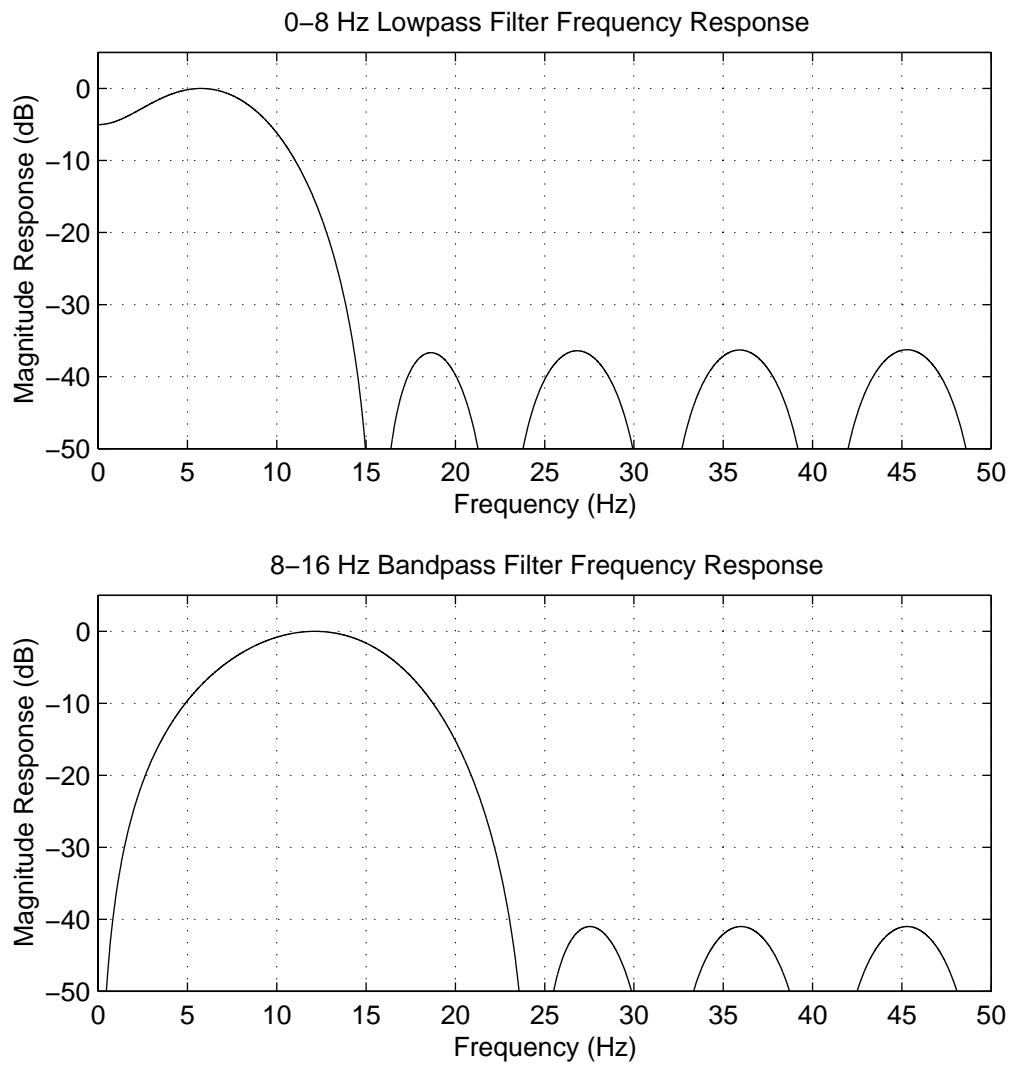 0–8 Hz Lowpass Filter Frequency Response
Magnitude Response (dB)
0
–10
–20
–30
–40
–50
0 5 10 15 20 25 30 35 40 45 50
Frequency (Hz)
8–16 Hz Bandpass Filter Frequency Response
Magnitude Response (dB)
0
–10
–20
–30
–40
–50
0 5 10 15 20 25 30 35 40 45 50
Frequency (Hz)